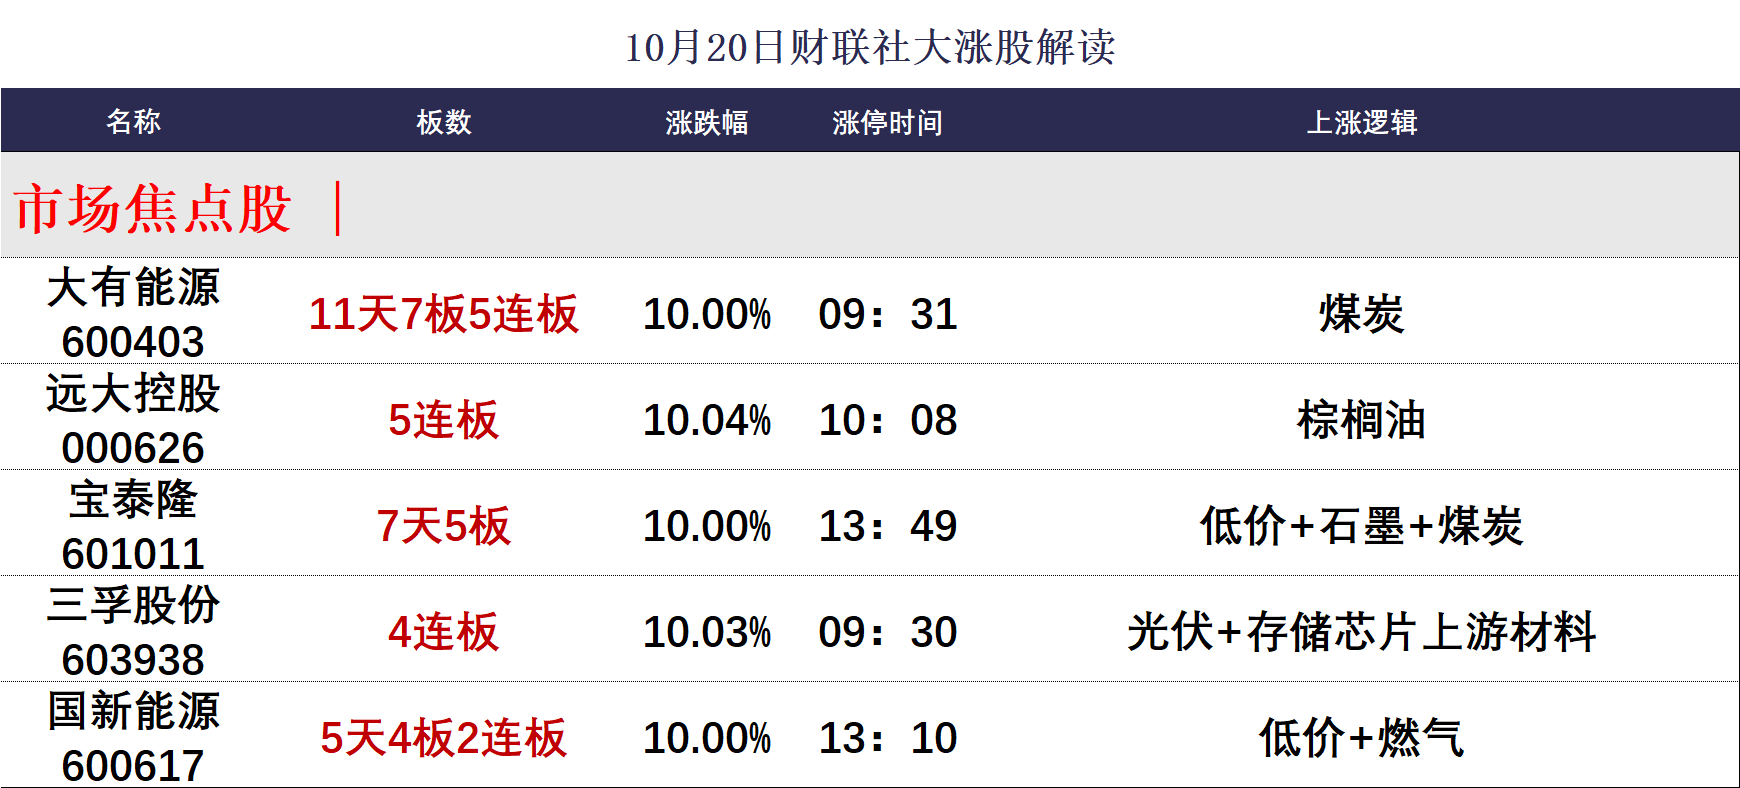 10月20日财联社大涨股解读
名称 板数 涨跌幅 涨停时间 上涨逻辑
市场焦点股 |
大有能源
600403 11天7板5连板 10.00% 09：31 煤炭
远大控股
000626 5连板 10.04% 10：08 棕榈油
宝泰隆
601011 7天5板 10.00% 13：49 低价+石墨+煤炭
三孚股份
603938 4连板 10.03% 09：30 光伏+存储芯片上游材料
国新能源
600617 5天4板2连板 10.00% 13：10 低价+燃气